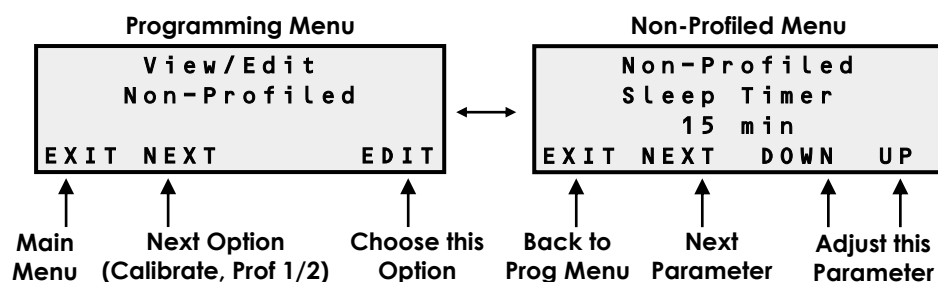 Programming Menu
View/Edit
Non-Profiled
EXIT NEXT EDIT
Main Menu
Next Option
(Calibrate, Prof 1/2)
Choose this
Option
Non-Profiled Menu
Non-Profiled
Sleep Timer
15 min
EXIT NEXT DOWN UP
Back to
Prog Menu
Next
Parameter
Adjust this
Parameter